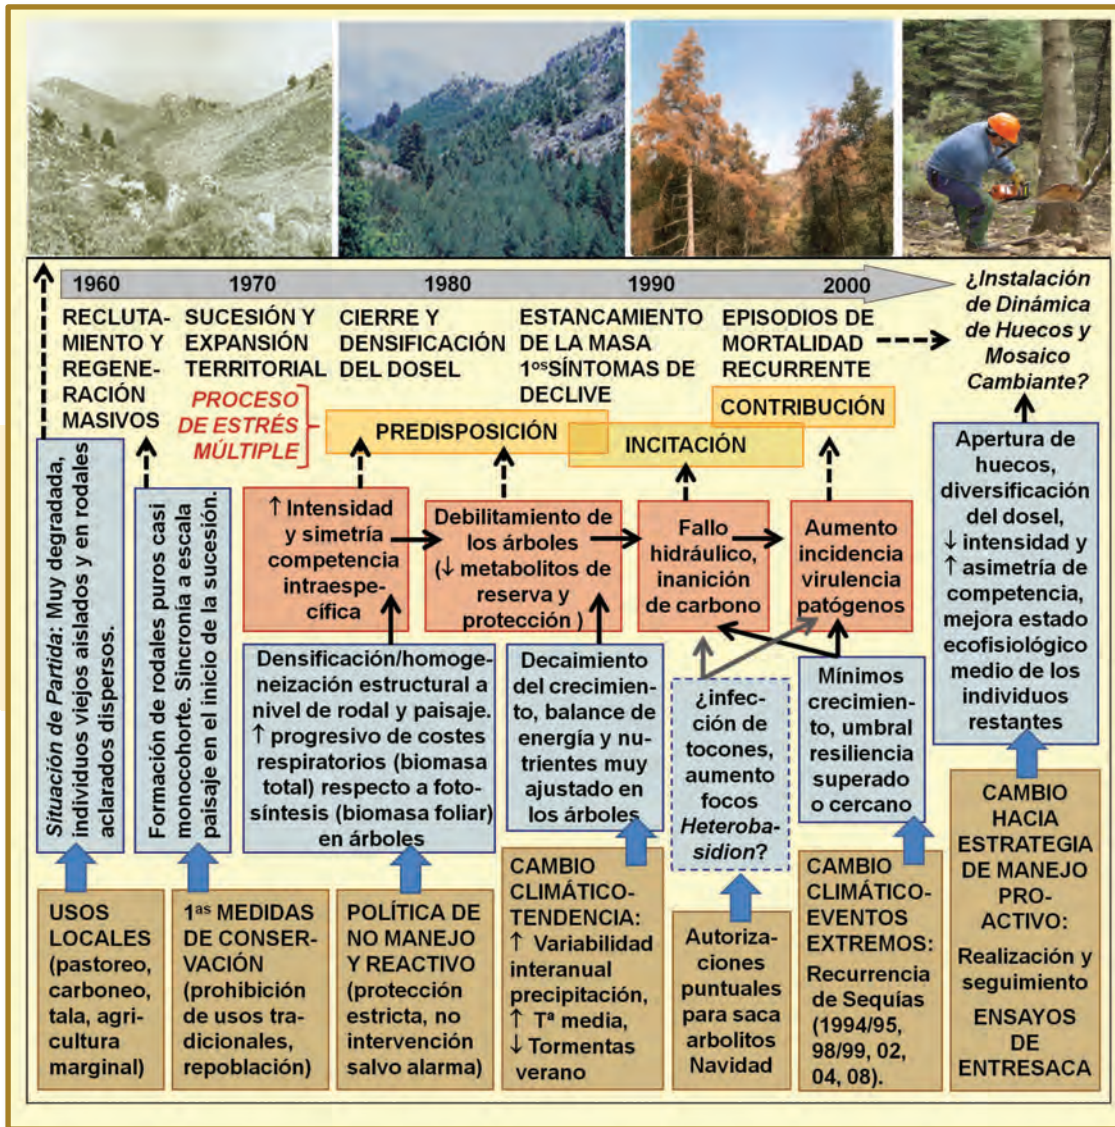 1960 1970 1980 1990 2000
RECLUTA-
MIENTO Y
REGENE-
RACIÓN
MASIVOS
SUCESIÓN Y
EXPANSIÓN
TERRITORIAL
CIERRE Y
DENSIFICACIÓN
DEL DOSEL
ESTANCAMIENTO
DE LA MASA
1ºˢSÍNTOMAS DE
DECLIVE
EPISODIOS DE
MORTALIDAD
RECURRENTE
¿Instalación
de Dinámica
de Huecos y
Mosaico
Cambiante?
PROCESO
DE ESTRÉS
MÚLTIPLE
PREDISPOSICIÓN
INCITACIÓN
CONTRIBUCIÓN
Situación de Partida: Muy degradada,
individuos viejos aislados y en rodales
aclarados dispersos.
Formación de rodales puros casi
monocohorte. Sincronía a escala
paisaje en el inicio de la sucesión.
↑ Intensidad
y simetría
competencia
intraespe-
cífica
Debilitamiento de
los árboles
(↓ metabolitos de
reserva y
protección )
Fallo
hidráulico,
inanición
de carbono
Aumento
incidencia
virulencia
patógenos
Apertura de
huecos,
diversificación
del dosel,
↓ intensidad y
↑ asimetría de
competencia,
mejora estado
ecofisiológico
medio de los
individuos
restantes
Densificación/homoge-
neización estructural a
nivel de rodal y paisaje.
↑ progresivo de costes
respiratorios (biomasa
total) respecto a foto-
síntesis (biomasa foliar)
en árboles
Decaimiento
del crecimien-
to, balance de
energía y nu-
trientes muy
ajustado en
los árboles
¿infección
de
tocones,
aumento
focos
Heteroba-
sidion?
Mínimos
crecimiento,
umbral
resiliencia
superado
o cercano
USOS
LOCALES
(pastoreo,
carboneo,
tala, agri-
cultura
marginal)
1ᵃˢ MEDIDAS
DE CONSER-
VACIÓN
(prohibición
de usos tra-
dicionales,
repoblación)
POLÍTICA DE
NO MANEJO
Y REACTIVO
(protección
estricta, no
intervención
salvo alarma)
CAMBIO
CLIMÁTICO-
TENDENCIA:
↑ Variabilidad
interanual
precipitación,
↑ Tª media,
↓ Tormentas
verano
Autoriza-
ciones
puntuales
para saca
arbolitos
Navidad
CAMBIO
CLIMÁTICO-
EVENTOS
EXTREMOS:
Recurrencia
de Sequías
(1994/95,
98/99, 02,
04, 08).
CAMBIO
HACIA
ESTRATEGIA
DE MANEJO
PRO-
ACTIVO:
Realización y
seguimiento
ENSAYOS
DE
ENTRESACA